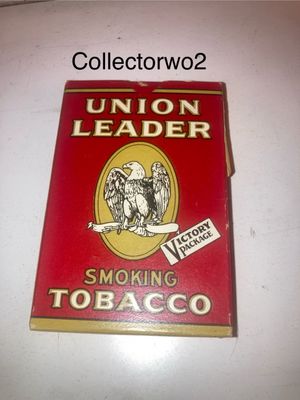 Collectorwo2
UNION
LEADER
VICTORY
PACKAGE
SMOKING
TOBACCO